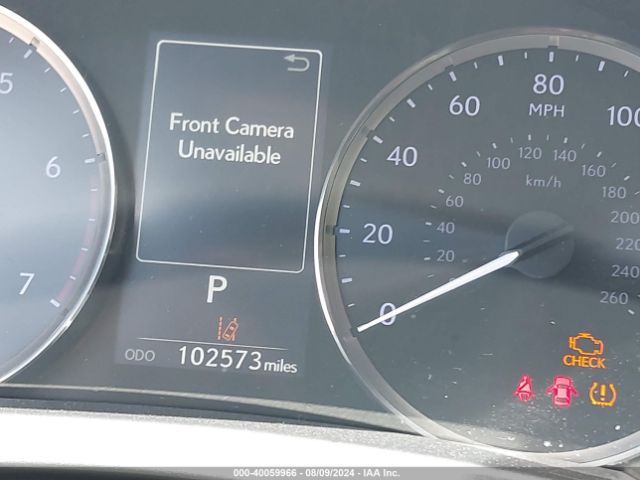 5
6
7
Front Camera
Unavailable
P
ODO 102573 miles
0
20
40
60
80
100
MPH
20
40
60
80
100
120
140
160
180
200
220
240
260
km/h
CHECK
000-40059966 - 08/09/2024 - IAA Inc.